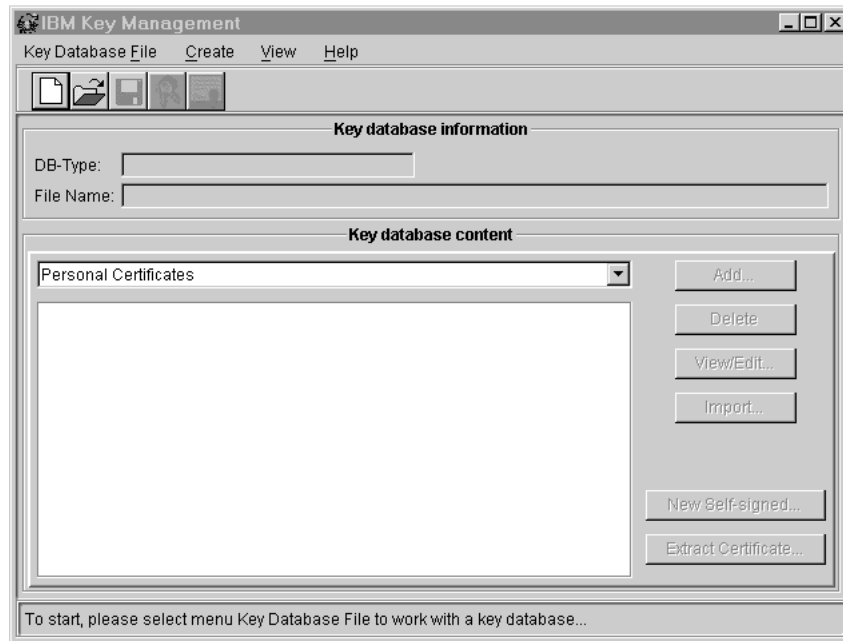 IBM Key Management
Key Database File Create View Help
Key database information
DB-Type:
File Name:
Key database content
Personal Certificates
Add...
Delete
View/Edit...
Import...
New Self-signed...
Extract Certificate...
To start, please select menu Key Database File to work with a key database...